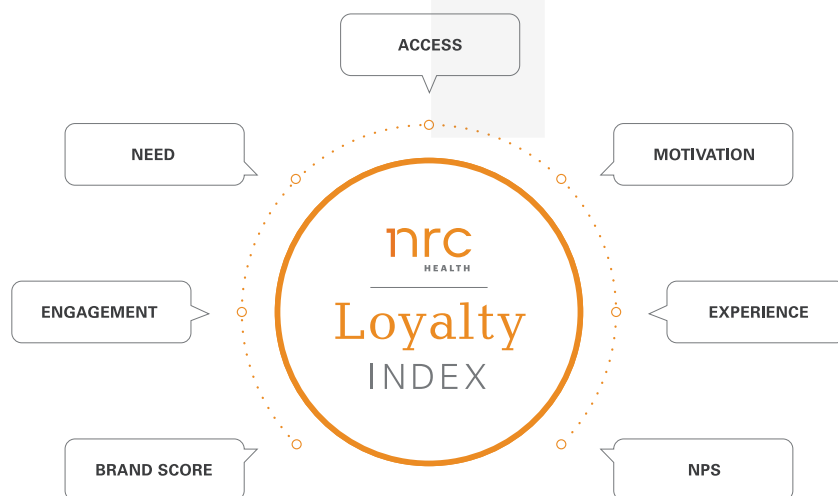 ACCESS
NEED
MOTIVATION
nrc
HEALTH
ENGAGEMENT
Loyalty
EXPERIENCE
INDEX
BRAND SCORE
NPS